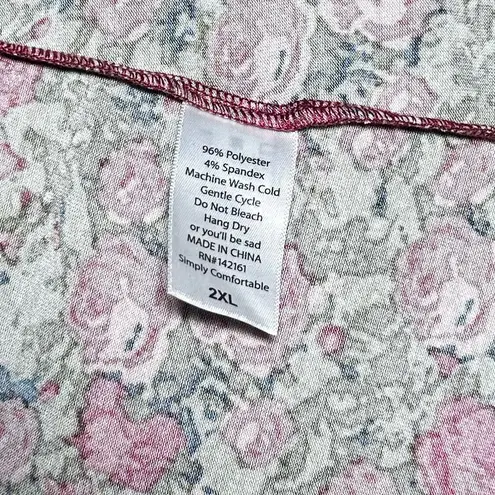 96% Polyester
4% Spandex
Machine Wash Cold
Gentle Cycle
Do Not Bleach
Hang Dry
or you'll be sad
MADE IN CHINA
RN#142161
Simply Comfortable
2XL